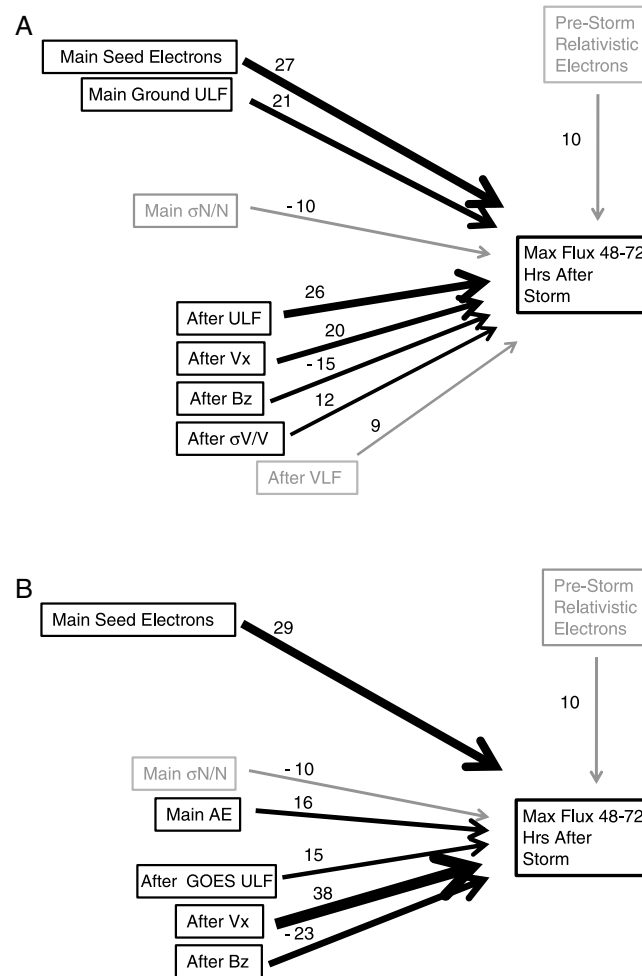 A
Main Seed Electrons
Main Ground ULF
27
21
Pre-Storm
Relativistic
Electrons
10
Main σN/N
- 10
Max Flux 48-72
Hrs After
Storm
After ULF
26
After Vx
20
After Bz
- 15
After σV/V
12
After VLF
9
B
Main Seed Electrons
29
Pre-Storm
Relativistic
Electrons
10
Main σN/N
- 10
Main AE
16
Max Flux 48-72
Hrs After
Storm
After GOES ULF
15
After Vx
38
After Bz
- 23